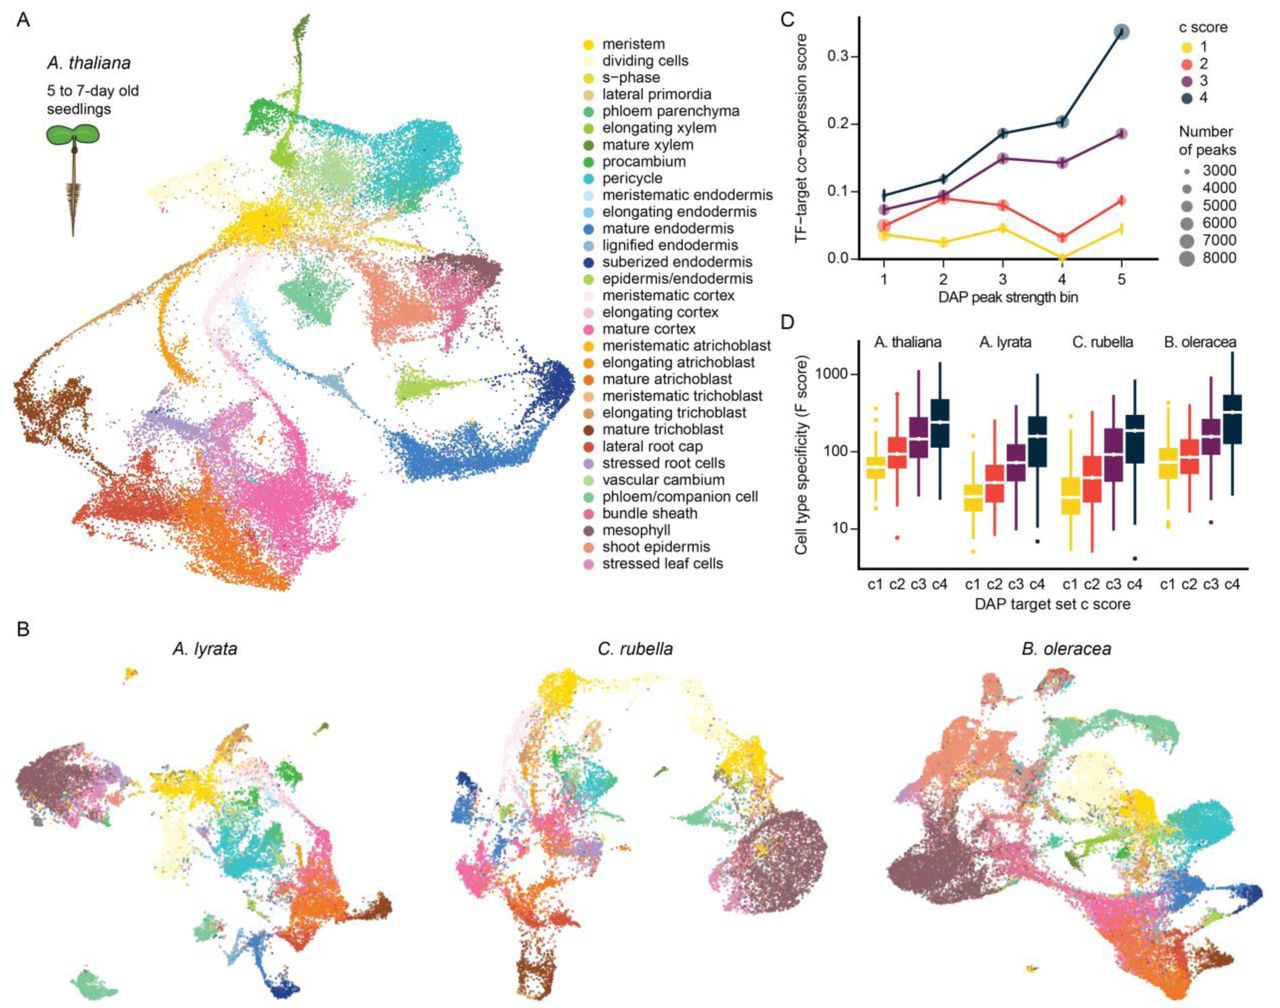 A
A. thaliana
5 to 7-day old
seedlings
meristem
dividing cells
s-phase
lateral primordia
phloem parenchyma
elongating xylem
mature xylem
procambium
pericycle
meristematic endodermis
elongating endodermis
mature endodermis
lignified endodermis
suberized endodermis
epidermis/endodermis
meristematic cortex
elongating cortex
mature cortex
meristematic atrichoblast
elongating atrichoblast
mature atrichoblast
meristematic trichoblast
elongating trichoblast
mature trichoblast
lateral root cap
stressed root cells
vascular cambium
phloem/companion cell
bundle sheath
mesophyll
shoot epidermis
stressed leaf cells
C
TF-target co-expression score
0.3
0.2
0.1
0.0
1 2 3 4 5
DAP peak strength bin
c score
1
2
3
4
Number
of peaks
3000
4000
5000
6000
7000
8000
D
A. thaliana A. lyrata C. rubella B. oleracea
Cell type specificity (F score)
1000
100
10
c1 c2 c3 c4 c1 c2 c3 c4 c1 c2 c3 c4 c1 c2 c3 c4
DAP target set c score
B
A. lyrata C. rubella B. oleracea